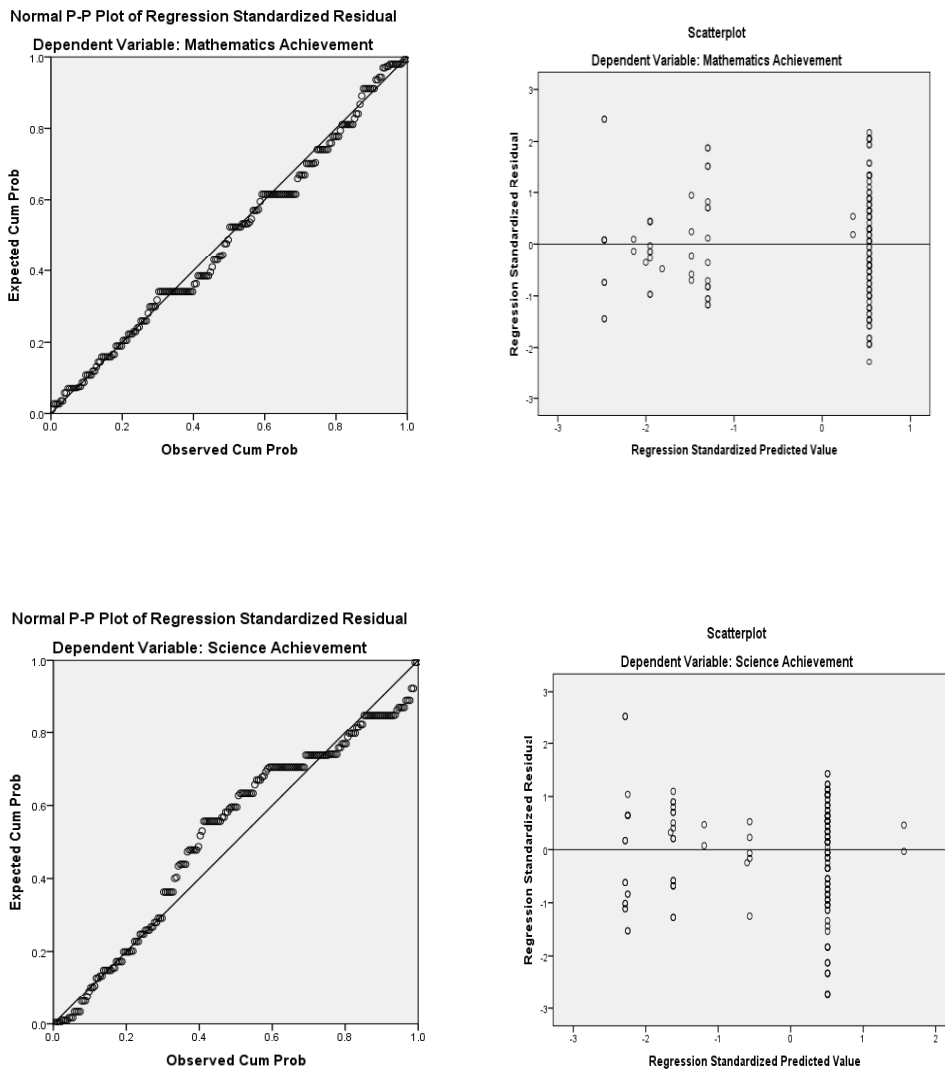 Normal P-P Plot of Regression Standardized Residual
Dependent Variable: Mathematics Achievement
1.0
0.8
0.6
0.4
0.2
0.0
Expected Cum Prob
0.0 0.2 0.4 0.6 0.8 1.0
Observed Cum Prob
Scatterplot
Dependent Variable: Mathematics Achievement
3
2
1
0
-1
-2
-3
Regression Standardized Residual
-3 -2 -1 0 1
Regression Standardized Predicted Value
Normal P-P Plot of Regression Standardized Residual
Dependent Variable: Science Achievement
1.0
0.8
0.6
0.4
0.2
0.0
Expected Cum Prob
0.0 0.2 0.4 0.6 0.8 1.0
Observed Cum Prob
Scatterplot
Dependent Variable: Science Achievement
3
2
1
0
-1
-2
-3
Regression Standardized Residual
-3 -2 -1 0 1 2
Regression Standardized Predicted Value